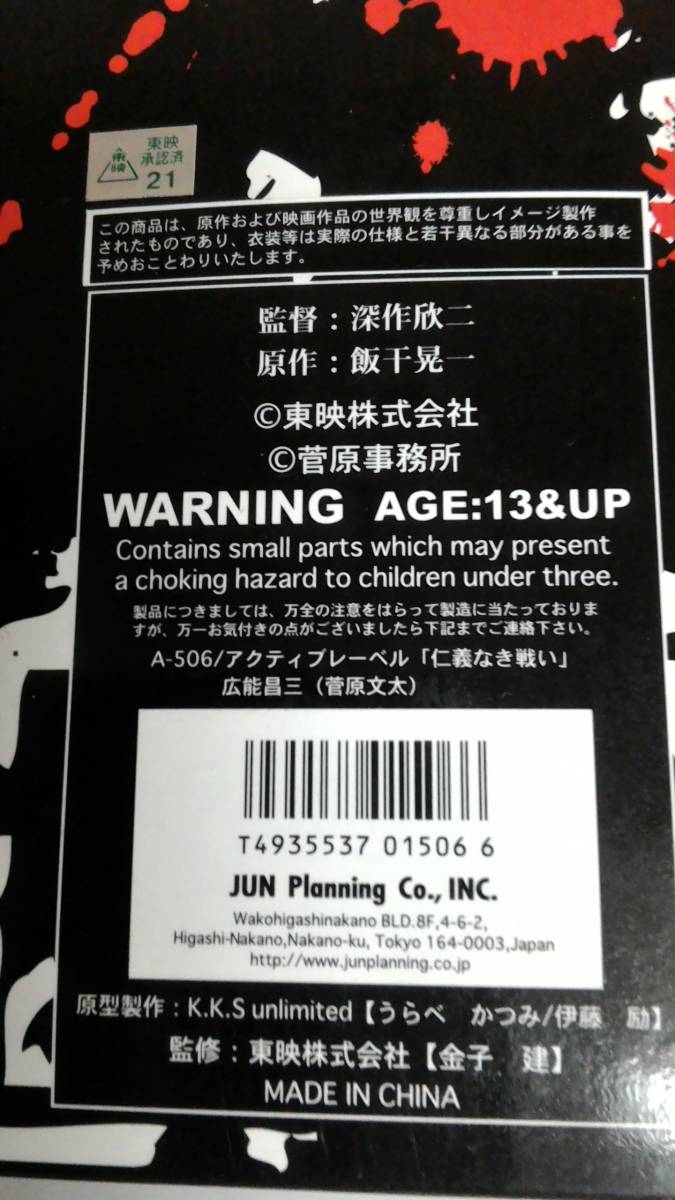 東映
承認済
21
東映
この商品は、原作および映画作品の世界観を尊重しイメージ製作
されたものであり、衣装等は実際の仕様と若干異なる部分がある事を
予めおことわりいたします。
監督：深作欣二
原作：飯干晃一
©東映株式会社
©菅原事務所
WARNING AGE:13&UP
Contains small parts which may present
a choking hazard to children under three.
製品につきましては、万全の注意をはらって製造に当たっておりま
すが、万一お気付きの点がございましたら下記までご連絡下さい。
A-506/アクティブレーベル「仁義なき戦い」
広能昌三（菅原文太）
T4935537 01506 6
JUN Planning Co., INC.
Wakohigashinakano BLD.8F,4-6-2,
Higashi-Nakano,Nakano-ku, Tokyo 164-0003,Japan
http://www.junplanning.co.jp
原型製作：K.K.S unlimited【うらべ　かつみ/伊藤　励】
監修：東映株式会社【金子　建】
MADE IN CHINA